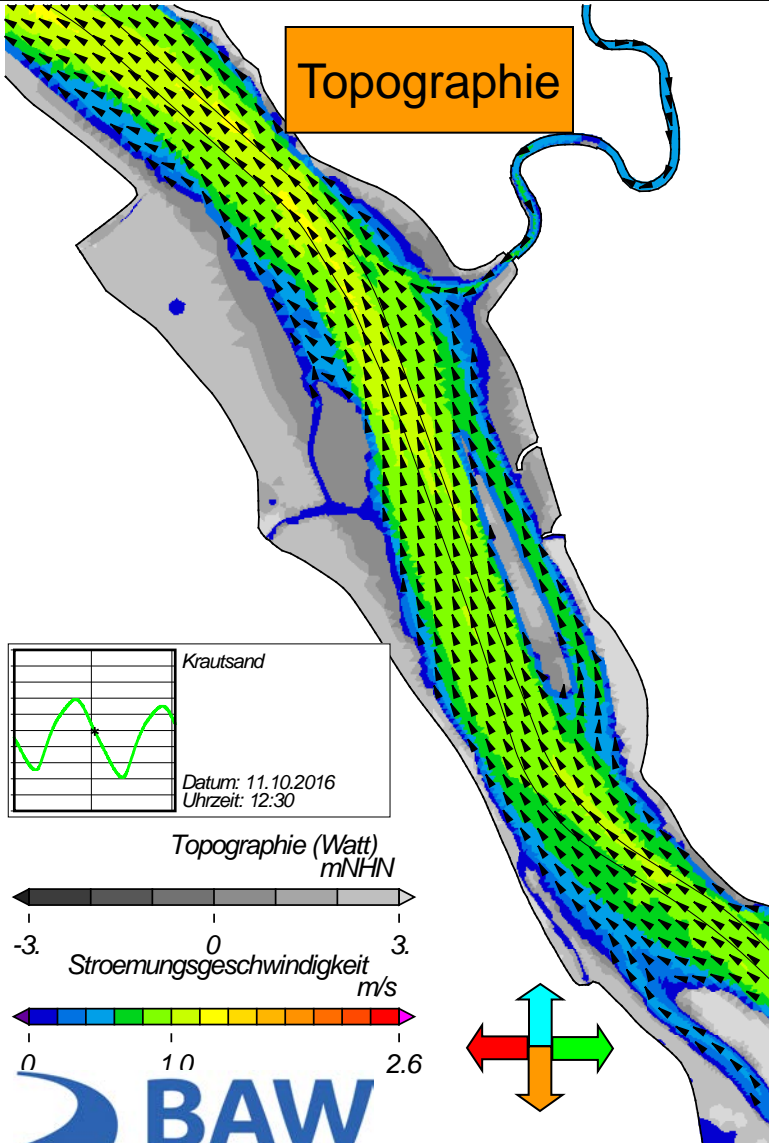 Topographie
Krautsand
Datum: 11.10.2016
Uhrzeit: 12:30
Topographie (Watt)
mNHN
-3. 0 3.
Stroemungsgeschwindigkeit
m/s
0 1.0 2.6
BAW